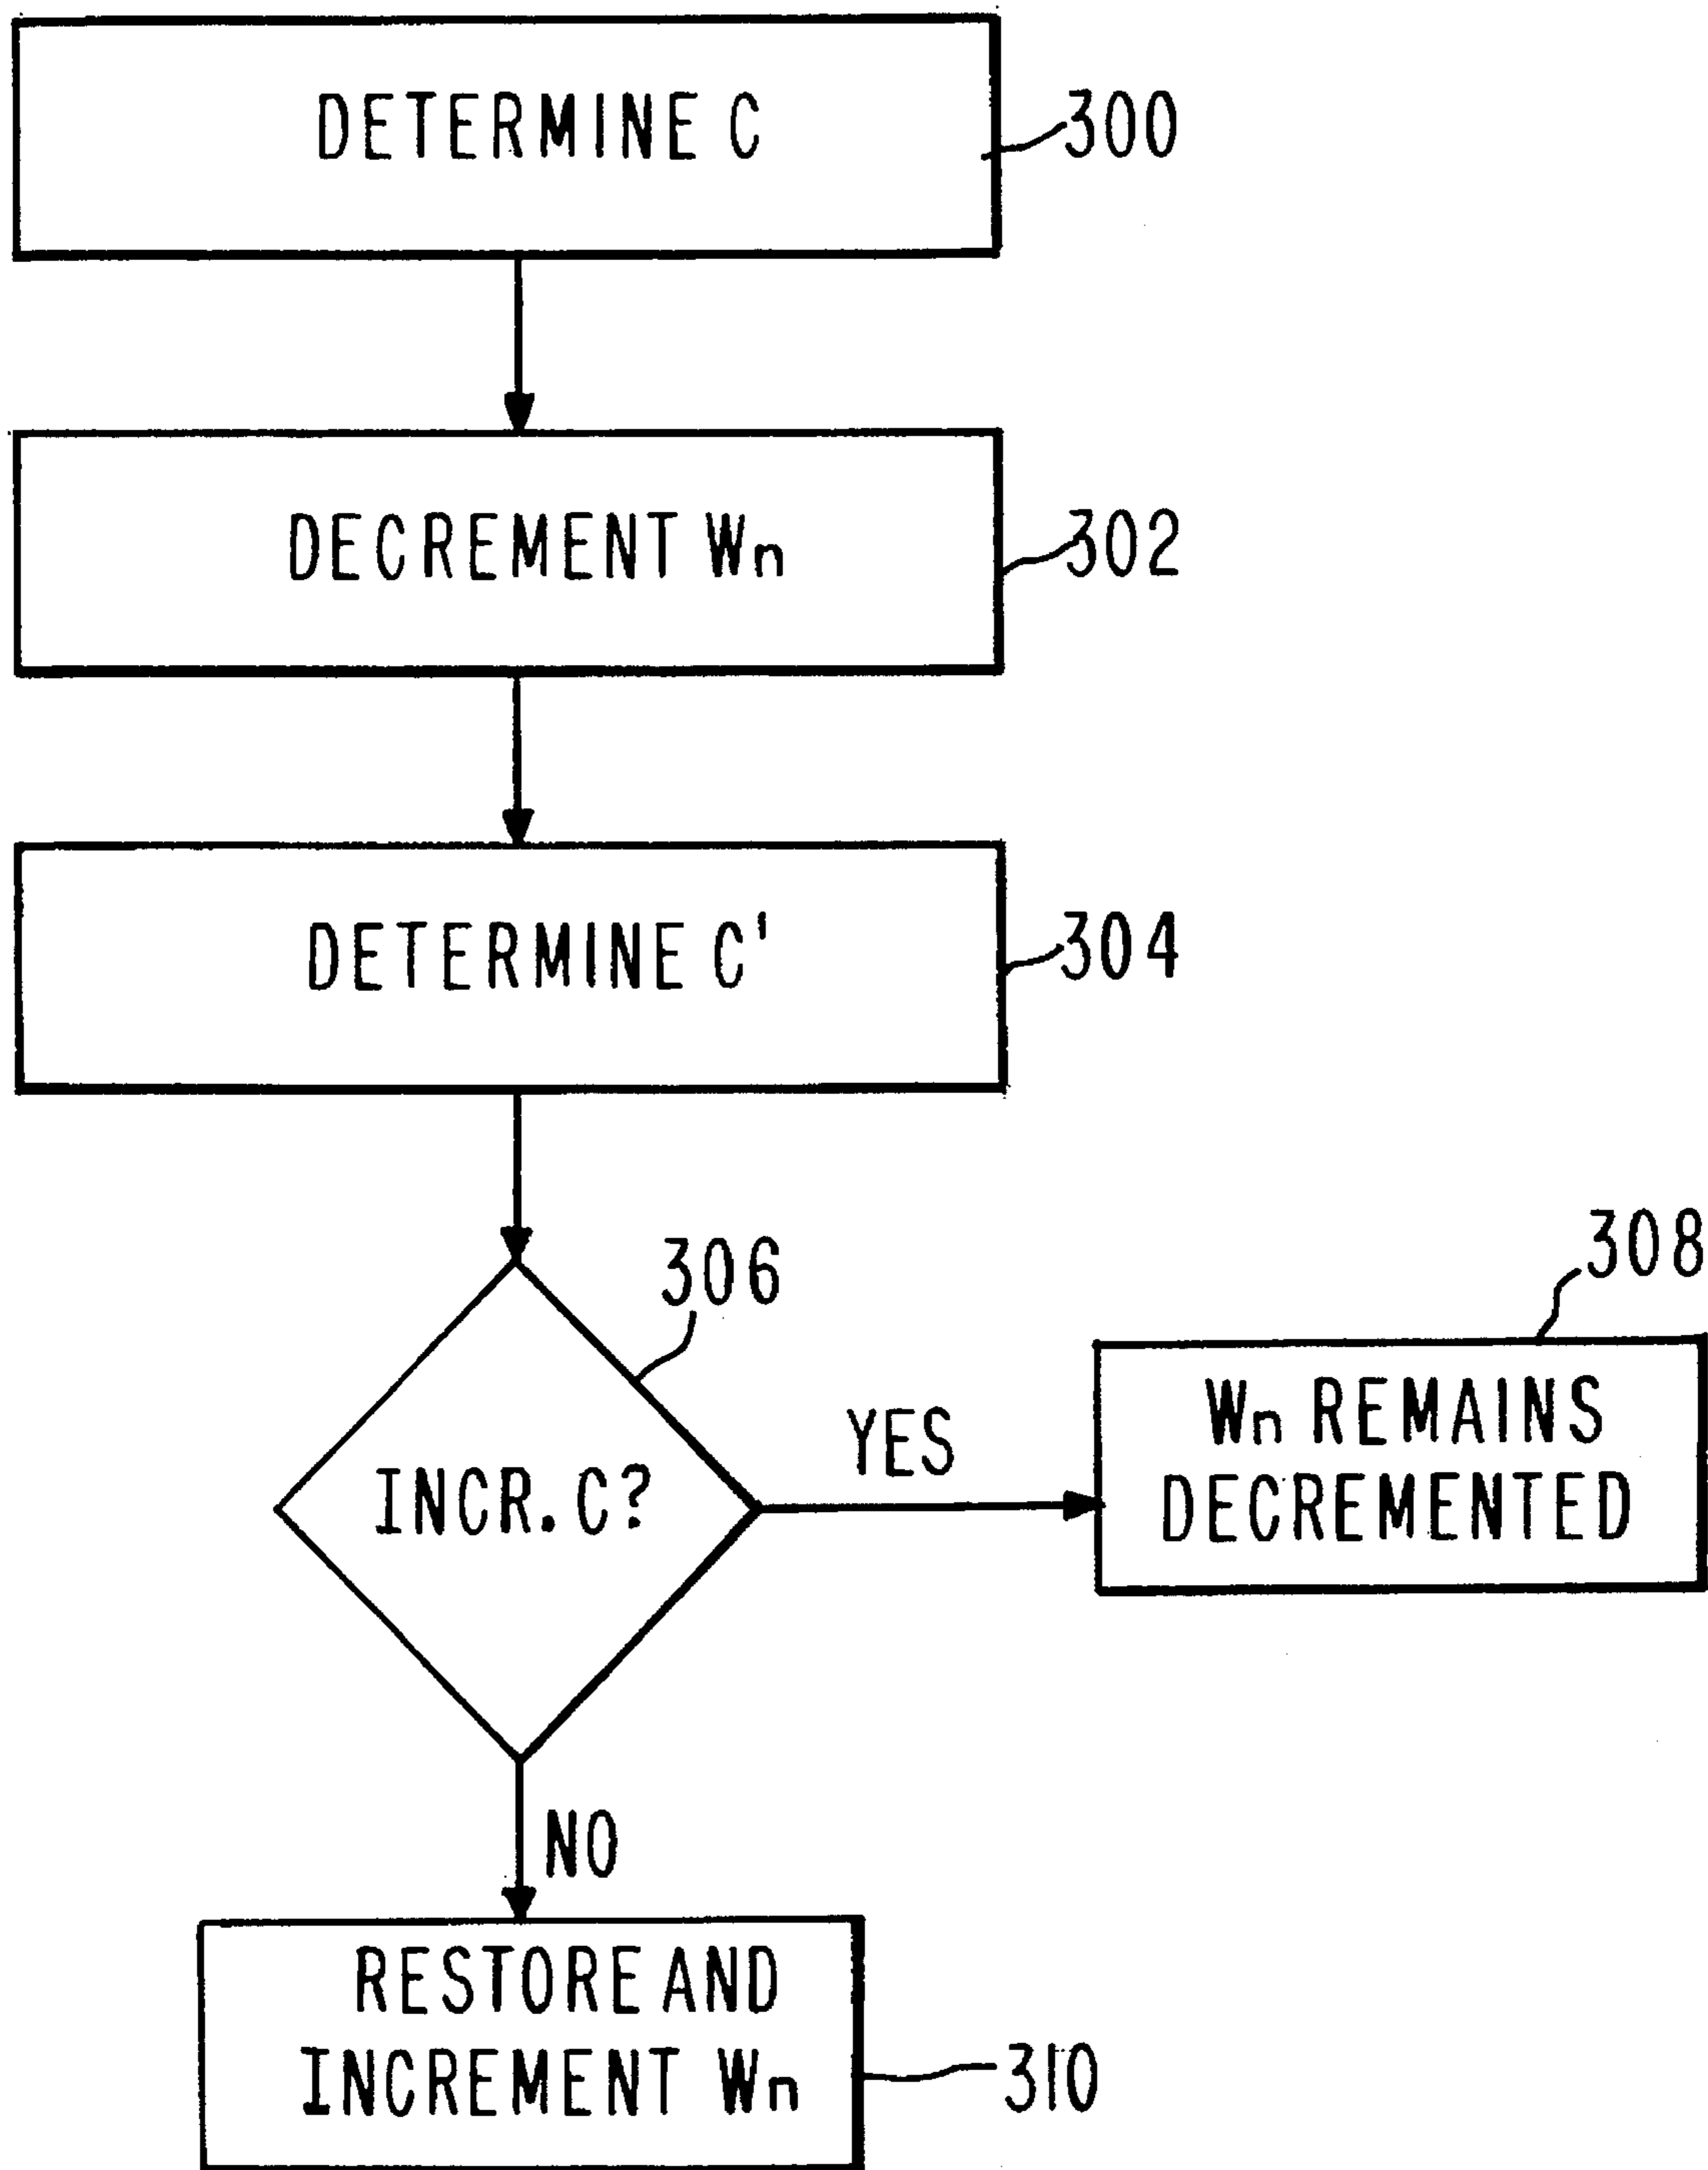 DETERMINE C
300
DECREMENT Wn
302
DETERMINE C'
304
306
308
INCR. C?
YES
Wn REMAINS
DECREMENTED
NO
RESTORE AND
INCREMENT Wn
310